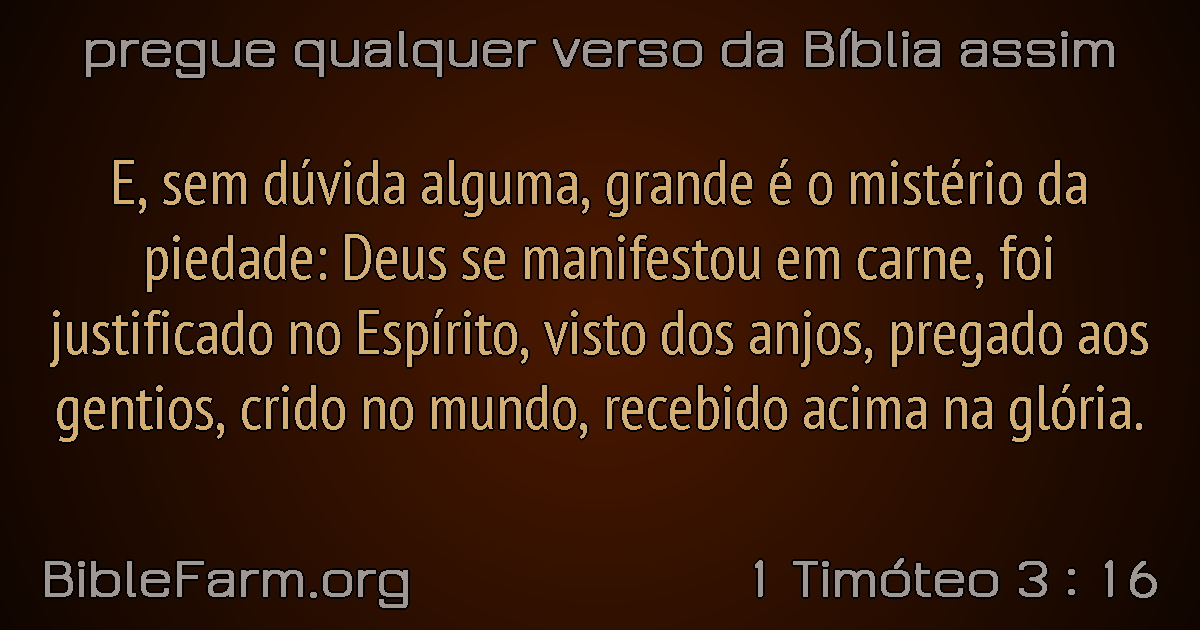 pregue qualquer verso da Bíblia assim
E, sem dúvida alguma, grande é o mistério da
piedade: Deus se manifestou em carne, foi
justificado no Espírito, visto dos anjos, pregado aos
gentios, crido no mundo, recebido acima na glória.
BibleFarm.org
1 Timóteo 3 : 16